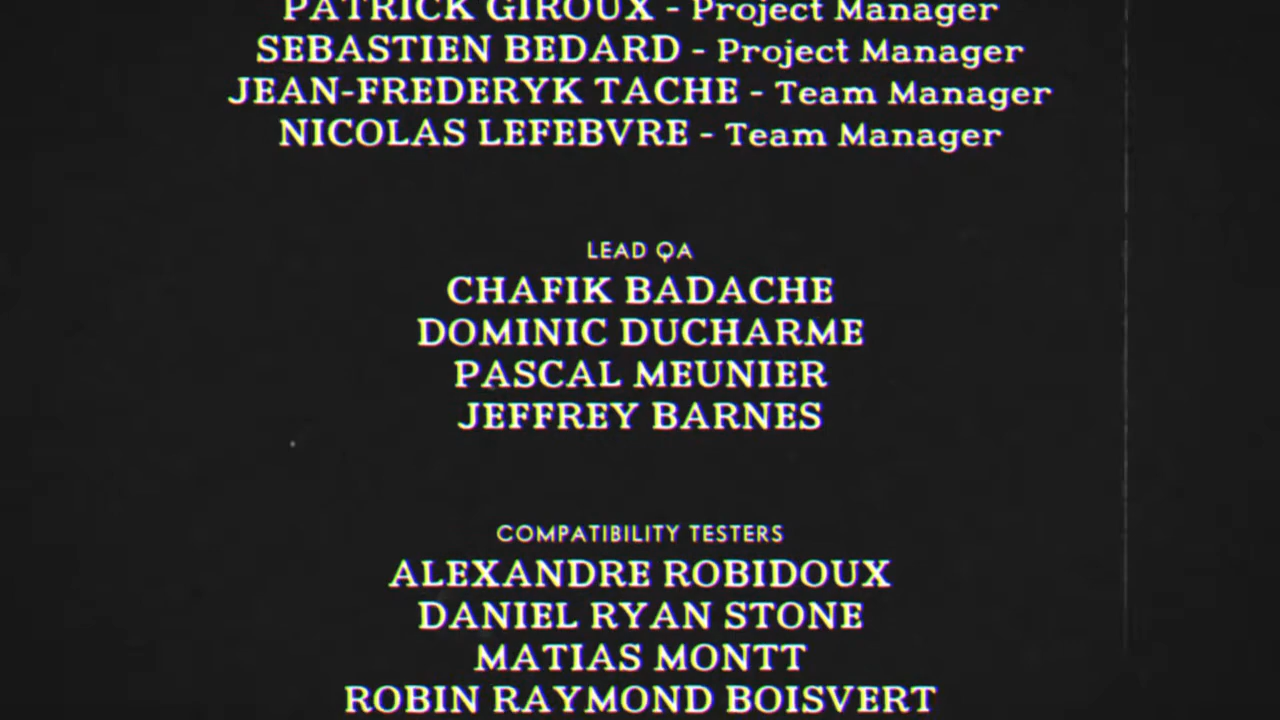 PATRICK GIROUX - Project Manager
SEBASTIEN BEDARD - Project Manager
JEAN-FREDERYK TACHE - Team Manager
NICOLAS LEFEBVRE - Team Manager
LEAD QA
CHAFIK BADACHE
DOMINIC DUCHARME
PASCAL MEUNIER
JEFFREY BARNES
COMPATIBILITY TESTERS
ALEXANDRE ROBIDOUX
DANIEL RYAN STONE
MATIAS MONTT
ROBIN RAYMOND BOISVERT